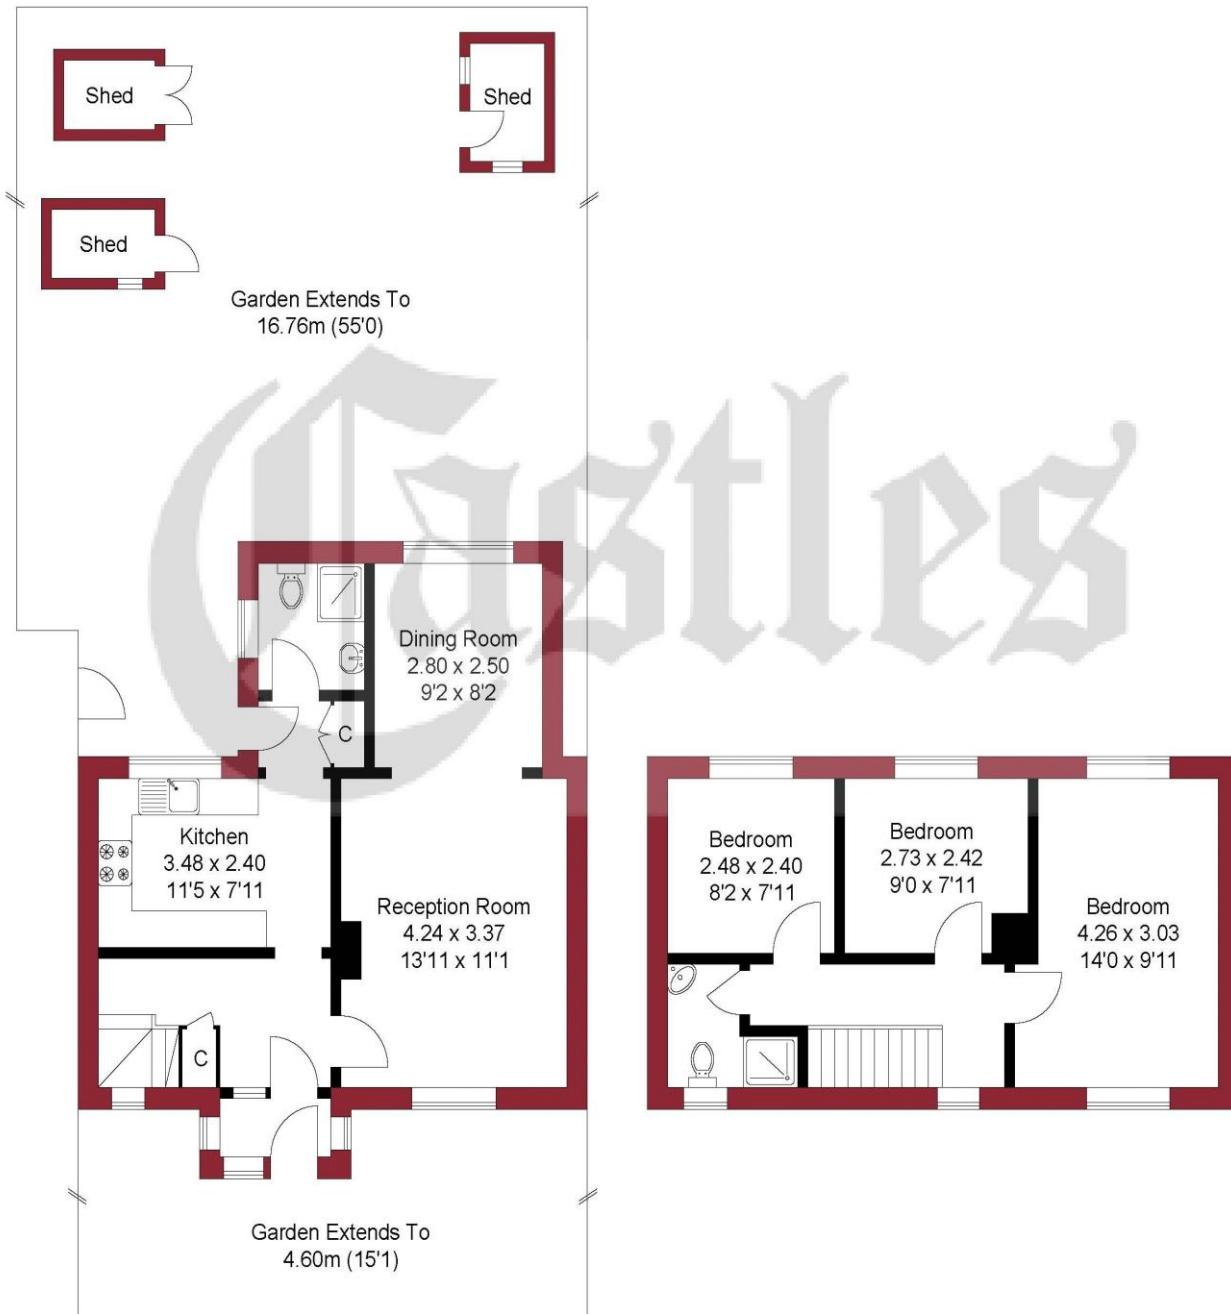 Shed
Shed
Shed
Garden Extends To
16.76m (55'0)
Castles
Dining Room
2.80 x 2.50
9'2 x 8'2
C
Kitchen
3.48 x 2.40
11'5 x 7'11
Reception Room
4.24 x 3.37
13'11 x 11'1
C
Garden Extends To
4.60m (15'1)
Bedroom
2.48 x 2.40
8'2 x 7'11
Bedroom
2.73 x 2.42
9'0 x 7'11
Bedroom
4.26 x 3.03
14'0 x 9'11